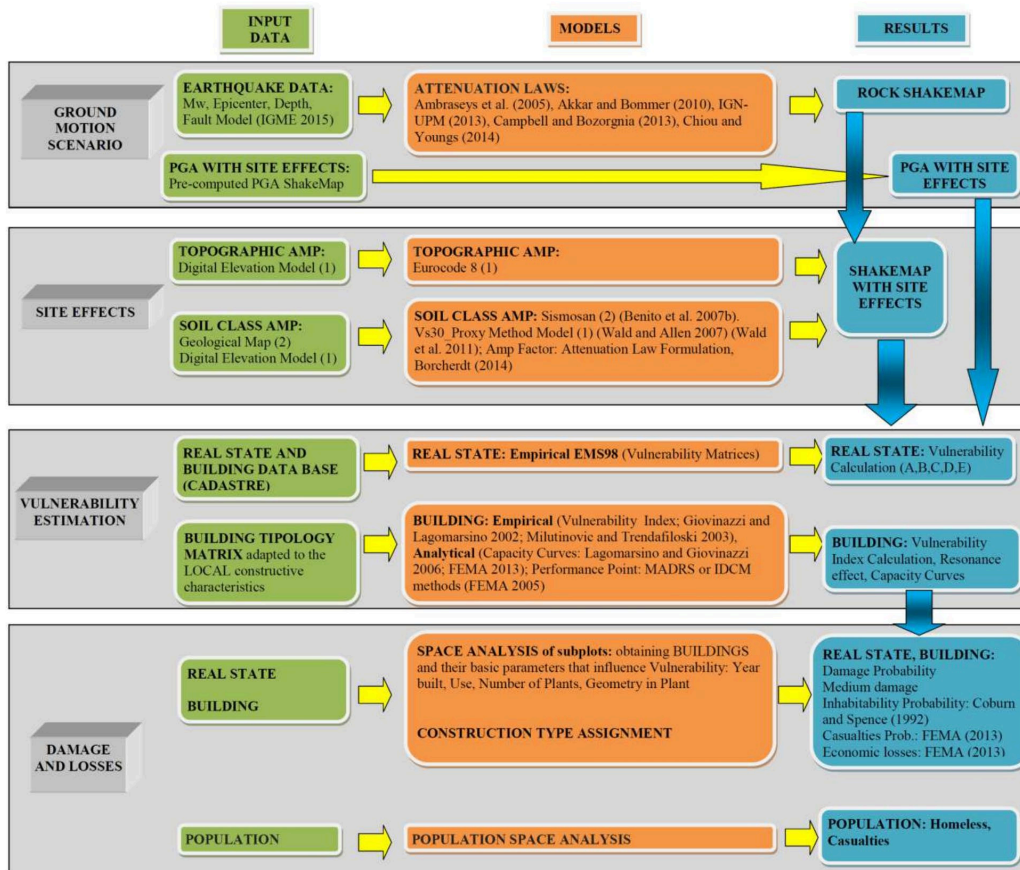 INPUT
DATA
MODELS
RESULTS
GROUND
MOTION
SCENARIO
EARTHQUAKE DATA:
Mw, Epicenter, Depth,
Fault Model (IGME 2015)
ATTENUATION LAWS:
Ambraseys et al. (2005), Akkar and Bommer (2010), IGN-
UPM (2013), Campbell and Bozorgnia (2013), Chiou and
Youngs (2014)
ROCK SHAKEMAP
PGA WITH SITE EFFECTS:
Pre-computed PGA ShakeMap
PGA WITH SITE
EFFECTS
SITE EFFECTS
TOPOGRAPHIC AMP:
Digital Elevation Model (1)
TOPOGRAPHIC AMP:
Eurocode 8 (1)
SHAKEMAP
WITH SITE
EFFECTS
SOIL CLASS AMP:
Geological Map (2)
Digital Elevation Model (1)
SOIL CLASS AMP: Sismosan (2) (Benito et al. 2007b).
Vs30_Proxy Method Model (1) (Wald and Allen 2007) (Wald
et al. 2011); Amp Factor: Attenuation Law Formulation,
Borcherdt (2014)
VULNERABILITY
ESTIMATION
REAL STATE AND
BUILDING DATA BASE
(CADASTRE)
REAL STATE: Empirical EMS98 (Vulnerability Matrices)
REAL STATE: Vulnerability
Calculation (A,B,C,D,E)
BUILDING TIPOLOGY
MATRIX adapted to the
LOCAL constructive
characteristics
BUILDING: Empirical (Vulnerability Index; Giovinazzi and
Lagomarsino 2002; Milutinovic and Trendafiloski 2003),
Analytical (Capacity Curves: Lagomarsino and Giovinazzi
2006; FEMA 2013); Performance Point: MADRS or IDCM
methods (FEMA 2005)
BUILDING: Vulnerability
Index Calculation, Resonance
effect, Capacity Curves
DAMAGE
AND LOSSES
REAL STATE
BUILDING
SPACE ANALYSIS of subplots: obtaining BUILDINGS
and their basic parameters that influence Vulnerability: Year
built, Use, Number of Plants, Geometry in Plant
CONSTRUCTION TYPE ASSIGNMENT
REAL STATE, BUILDING:
Damage Probability
Medium damage
Inhabitability Probability: Coburn
and Spence (1992)
Casualties Prob.: FEMA (2013)
Economic losses: FEMA (2013)
POPULATION
POPULATION SPACE ANALYSIS
POPULATION: Homeless,
Casualties